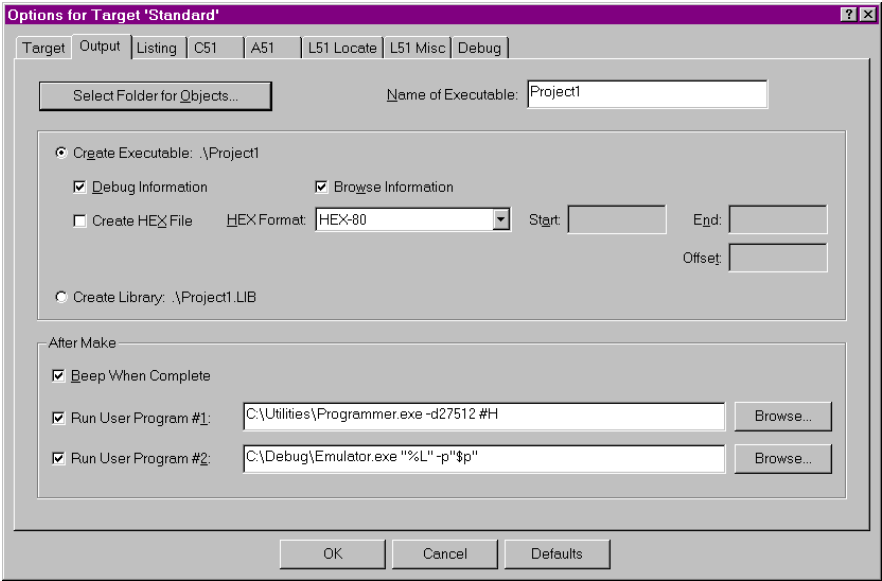 Options for Target 'Standard'
Target Output Listing C51 A51 L51 Locate L51 Misc Debug
Select Folder for Objects... Name of Executable: Project1
Create Executable: .\Project1
Debug Information Browse Information
Create HEX File HEX Format: HEX-80 Start: End:
Offset:
Create Library: .\Project1.LIB
After Make
Beep When Complete
Run User Program #1: C:\Utilities\Programmer.exe -d27512 #H Browse...
Run User Program #2: C:\Debug\Emulator.exe "%L" -p"$p" Browse...
OK Cancel Defaults